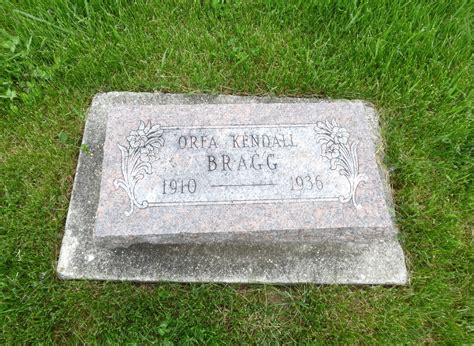 ORFA KENDALL
BRAGG
1910 — 1936